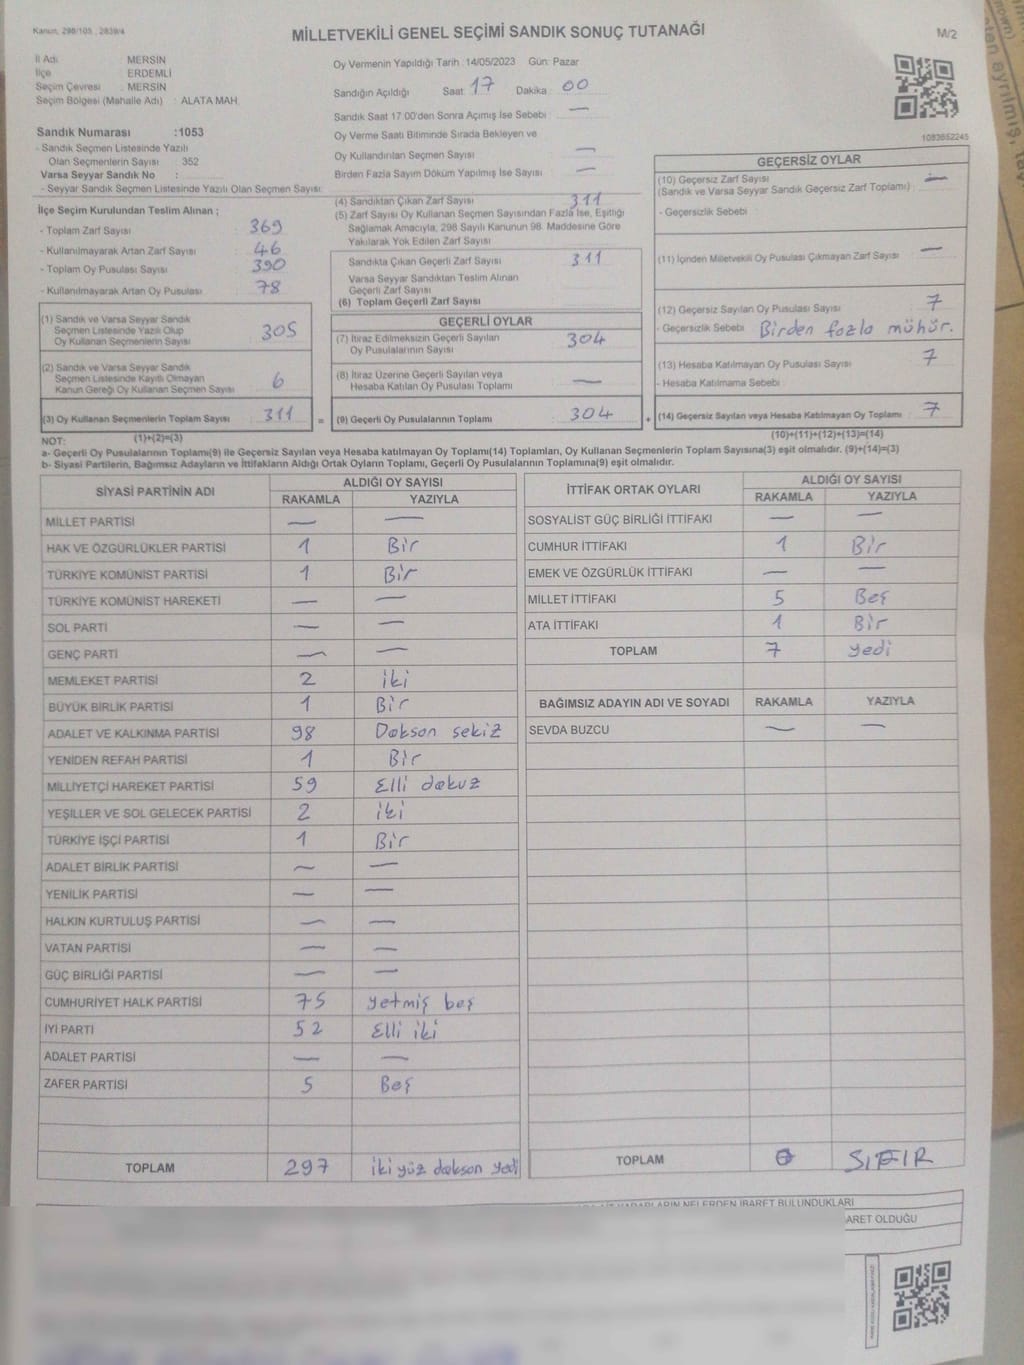 Kanun, 298/105 , 2839/4
MİLLETVEKİLİ GENEL SEÇİMİ SANDIK SONUÇ TUTANAĞI
M/2
İl Adı MERSİN
İlçe ERDEMLİ
Seçim Çevresi : MERSİN
Seçim Bölgesi (Mahalle Adı) : ALATA MAH.
Oy Vermenin Yapıldığı Tarih : 14/05/2023 Gün: Pazar
Sandığın Açıldığı Saat: 17 Dakika : 00
Sandık Saat 17:00'den Sonra Açımış İse Sebebi : —
Sandık Numarası :1053
- Sandık Seçmen Listesinde Yazılı
Olan Seçmenlerin Sayısı : 352
Varsa Seyyar Sandık No :
- Seyyar Sandık Seçmen Listesinde Yazılı Olan Seçmen Sayısı:
Oy Verme Saati Bitiminde Sırada Bekleyen ve
Oy Kullandırılan Seçmen Sayısı —
Birden Fazla Sayım Döküm Yapılmış İse Sayısı : —
1083652245
İlçe Seçim Kurulundan Teslim Alınan ;
- Toplam Zarf Sayısı : 369
- Kullanılmayarak Artan Zarf Sayısı : 46
- Toplam Oy Pusulası Sayısı : 390
- Kullanılmayarak Artan Oy Pusulası : 78
(1) Sandık ve Varsa Seyyar Sandık
Seçmen Listesinde Yazılı Olup
Oy Kullanan Seçmenlerin Sayısı : 305
(2) Sandık ve Varsa Seyyar Sandık
Seçmen Listesinde Kayıtlı Olmayan
Kanun Gereği Oy Kullanan Seçmen Sayısı : 6
(3) Oy Kullanan Seçmenlerin Toplam Sayısı : 311 =
(4) Sandıktan Çıkan Zarf Sayısı 311
(5) Zarf Sayısı Oy Kullanan Seçmen Sayısından Fazla İse, Eşitliği
Sağlamak Amacıyla, 298 Sayılı Kanunun 98. Maddesine Göre
Yakılarak Yok Edilen Zarf Sayısı
Sandıkta Çıkan Geçerli Zarf Sayısı : 311
Varsa Seyyar Sandıktan Teslim Alınan
Geçerli Zarf Sayısı
(6) Toplam Geçerli Zarf Sayısı
GEÇERLİ OYLAR
(7) İtiraz Edilmeksizin Geçerli Sayılan
Oy Pusulalarının Sayısı : 304
(8) İtiraz Üzerine Geçerli Sayılan veya
Hesaba Katılan Oy Pusulası Toplamı : —
(9) Geçerli Oy Pusulalarının Toplamı : 304 +
GEÇERSİZ OYLAR
(10) Geçersiz Zarf Sayısı
(Sandık ve Varsa Seyyar Sandık Geçersiz Zarf Toplamı) : —
- Geçersizlik Sebebi :
(11) İçinden Milletvekili Oy Pusulası Çıkmayan Zarf Sayısı : —
(12) Geçersiz Sayılan Oy Pusulası Sayısı 7
- Geçersizlik Sebebi : Birden fazla mühür.
(13) Hesaba Katılmayan Oy Pusulası Sayısı : 7
- Hesaba Katılmama Sebebi :
(14) Geçersiz Sayılan veya Hesaba Katılmayan Oy Toplamı : 7
NOT: (1)+(2)=(3) (10)+(11)+(12)+(13)=(14)
a- Geçerli Oy Pusulalarının Toplamı(9) ile Geçersiz Sayılan veya Hesaba katılmayan Oy Toplamı(14) Toplamları, Oy Kullanan Seçmenlerin Toplam Sayısına(3) eşit olmalıdır. (9)+(14)=(3)
b- Siyasi Partilerin, Bağımsız Adayların ve İttifakların Aldığı Ortak Oyların Toplamı, Geçerli Oy Pusulalarının Toplamına(9) eşit olmalıdır.
SİYASİ PARTİNİN ADI ALDIĞI OY SAYISI
RAKAMLA YAZIYLA
MİLLET PARTİSİ — —
HAK VE ÖZGÜRLÜKLER PARTİSİ 1 Bir
TÜRKİYE KOMÜNİST PARTİSİ 1 Bir
TÜRKİYE KOMÜNİST HAREKETİ — —
SOL PARTİ — —
GENÇ PARTİ — —
MEMLEKET PARTİSİ 2 iki
BÜYÜK BİRLİK PARTİSİ 1 Bir
ADALET VE KALKINMA PARTİSİ 98 Doksan sekiz
YENİDEN REFAH PARTİSİ 1 Bir
MİLLİYETÇİ HAREKET PARTİSİ 59 Elli dokuz
YEŞİLLER VE SOL GELECEK PARTİSİ 2 iki
TÜRKİYE İŞÇİ PARTİSİ 1 Bir
ADALET BİRLİK PARTİSİ — —
YENİLİK PARTİSİ — —
HALKIN KURTULUŞ PARTİSİ — —
VATAN PARTİSİ — —
GÜÇ BİRLİĞİ PARTİSİ — —
CUMHURİYET HALK PARTİSİ 75 yetmiş beş
İYİ PARTİ 52 Elli iki
ADALET PARTİSİ — —
ZAFER PARTİSİ 5 Beş
TOPLAM 297 iki yüz doksan yedi
İTTİFAK ORTAK OYLARI ALDIĞI OY SAYISI
RAKAMLA YAZIYLA
SOSYALİST GÜÇ BİRLİĞİ İTTİFAKI — —
CUMHUR İTTİFAKI 1 Bir
EMEK VE ÖZGÜRLÜK İTTİFAKI — —
MİLLET İTTİFAKI 5 Beş
ATA İTTİFAKI 1 Bir
TOPLAM 7 yedi
BAĞIMSIZ ADAYIN ADI VE SOYADI RAKAMLA YAZIYLA
SEVDA BUZCU — —
TOPLAM 0 SIFIR
NELERDEN İBARET BULUNDUKLARI
ARET OLDUĞU